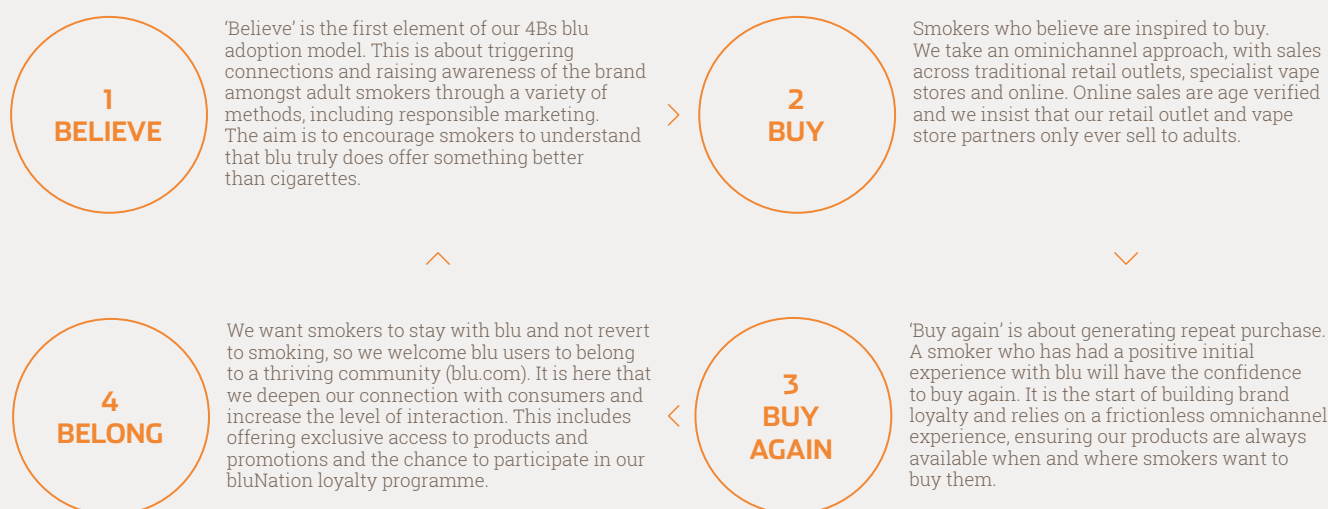 1
BELIEVE
‘Believe’ is the first element of our 4Bs blu
adoption model. This is about triggering
connections and raising awareness of the brand
amongst adult smokers through a variety of
methods, including responsible marketing.
The aim is to encourage smokers to understand
that blu truly does offer something better
than cigarettes.
2
BUY
Smokers who believe are inspired to buy.
We take an ominichannel approach, with sales
across traditional retail outlets, specialist vape
stores and online. Online sales are age verified
and we insist that our retail outlet and vape
store partners only ever sell to adults.
3
BUY
AGAIN
‘Buy again’ is about generating repeat purchase.
A smoker who has had a positive initial
experience with blu will have the confidence
to buy again. It is the start of building brand
loyalty and relies on a frictionless omnichannel
experience, ensuring our products are always
available when and where smokers want to
buy them.
4
BELONG
We want smokers to stay with blu and not revert
to smoking, so we welcome blu users to belong
to a thriving community (blu.com). It is here that
we deepen our connection with consumers and
increase the level of interaction. This includes
offering exclusive access to products and
promotions and the chance to participate in our
bluNation loyalty programme.